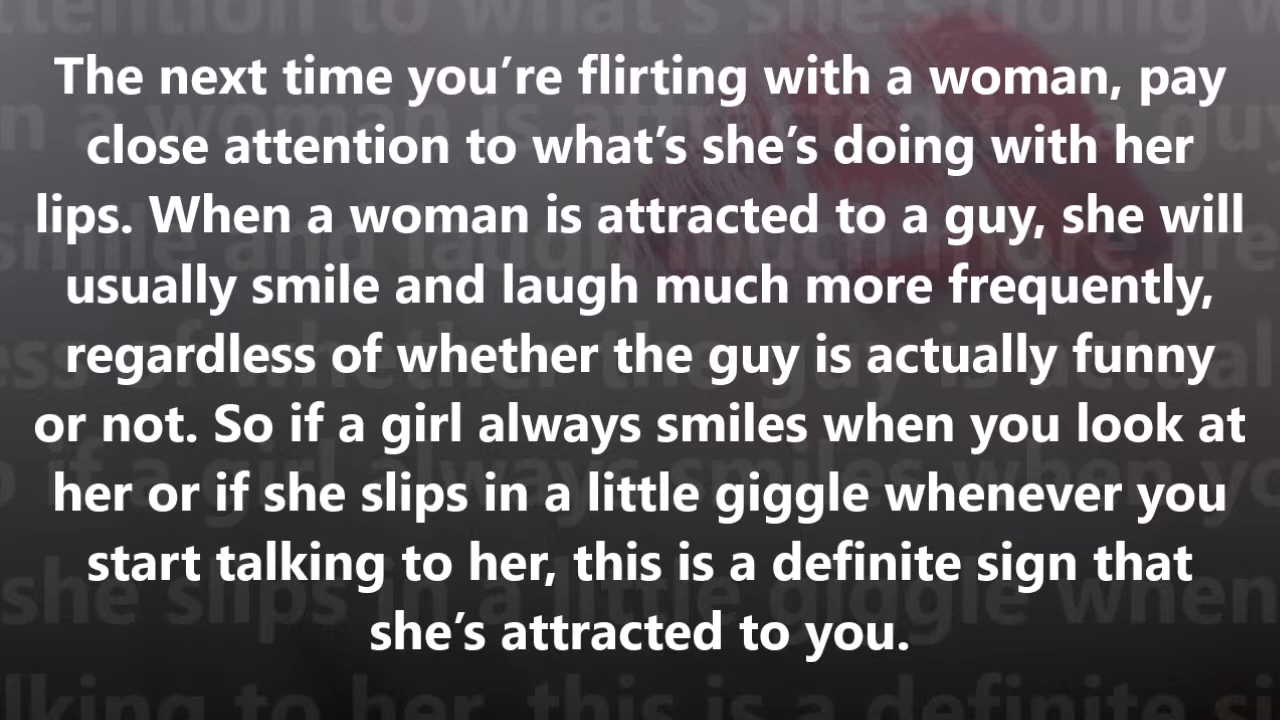 The next time you’re flirting with a woman, pay
close attention to what’s she’s doing with her
lips. When a woman is attracted to a guy, she will
usually smile and laugh much more frequently,
regardless of whether the guy is actually funny
or not. So if a girl always smiles when you look at
her or if she slips in a little giggle whenever you
start talking to her, this is a definite sign that
she’s attracted to you.